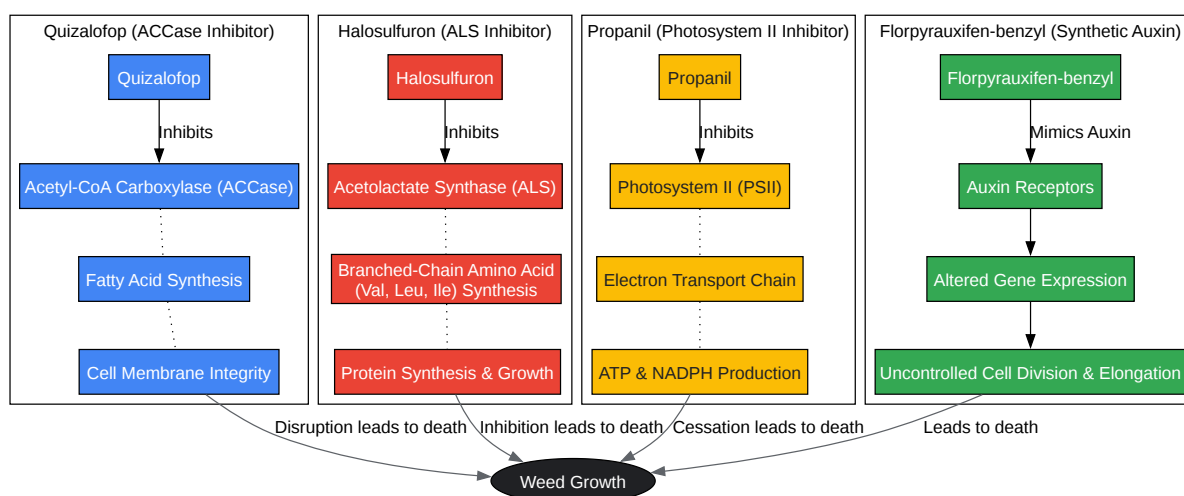 Quizalofop (ACCase Inhibitor)
Quizalofop
Inhibits
Acetyl-CoA Carboxylase (ACCase)
Fatty Acid Synthesis
Cell Membrane Integrity
Disruption leads to death
Halosulfuron (ALS Inhibitor)
Halosulfuron
Inhibits
Acetolactate Synthase (ALS)
Branched-Chain Amino Acid
(Val, Leu, Ile) Synthesis
Protein Synthesis & Growth
Inhibition leads to death
Propanil (Photosystem II Inhibitor)
Propanil
Inhibits
Photosystem II (PSII)
Electron Transport Chain
ATP & NADPH Production
Cessation leads to death
Florpyrauxifen-benzyl (Synthetic Auxin)
Florpyrauxifen-benzyl
Mimics Auxin
Auxin Receptors
Altered Gene Expression
Uncontrolled Cell Division & Elongation
Leads to death
Weed Growth